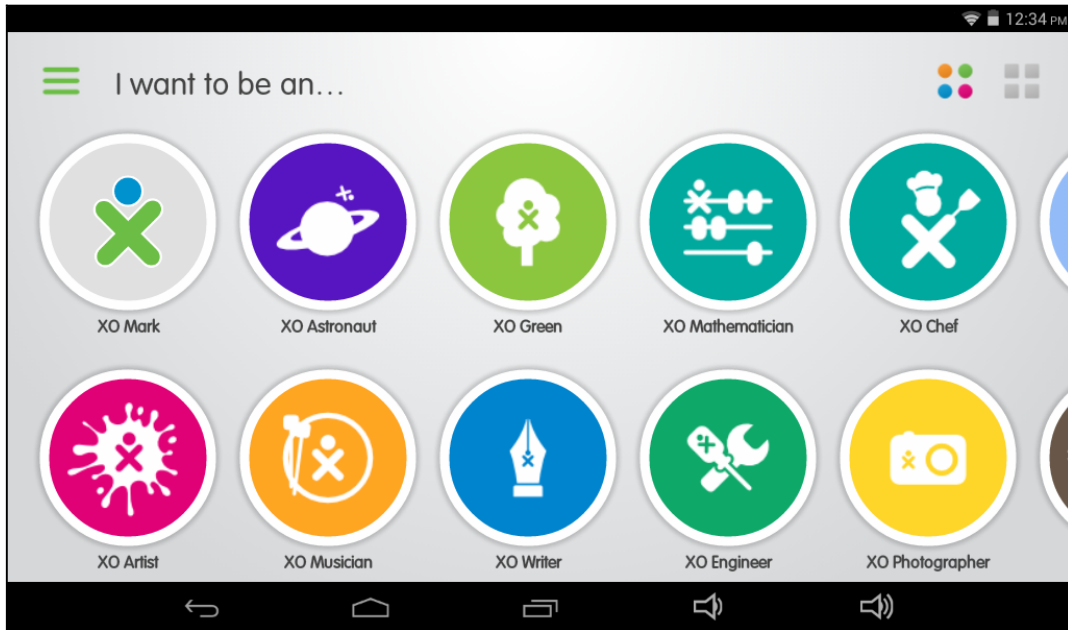 12:34 PM
I want to be an...
XO Mark
XO Astronaut
XO Green
XO Mathematician
XO Chef
XO Artist
XO Musician
XO Writer
XO Engineer
XO Photographer